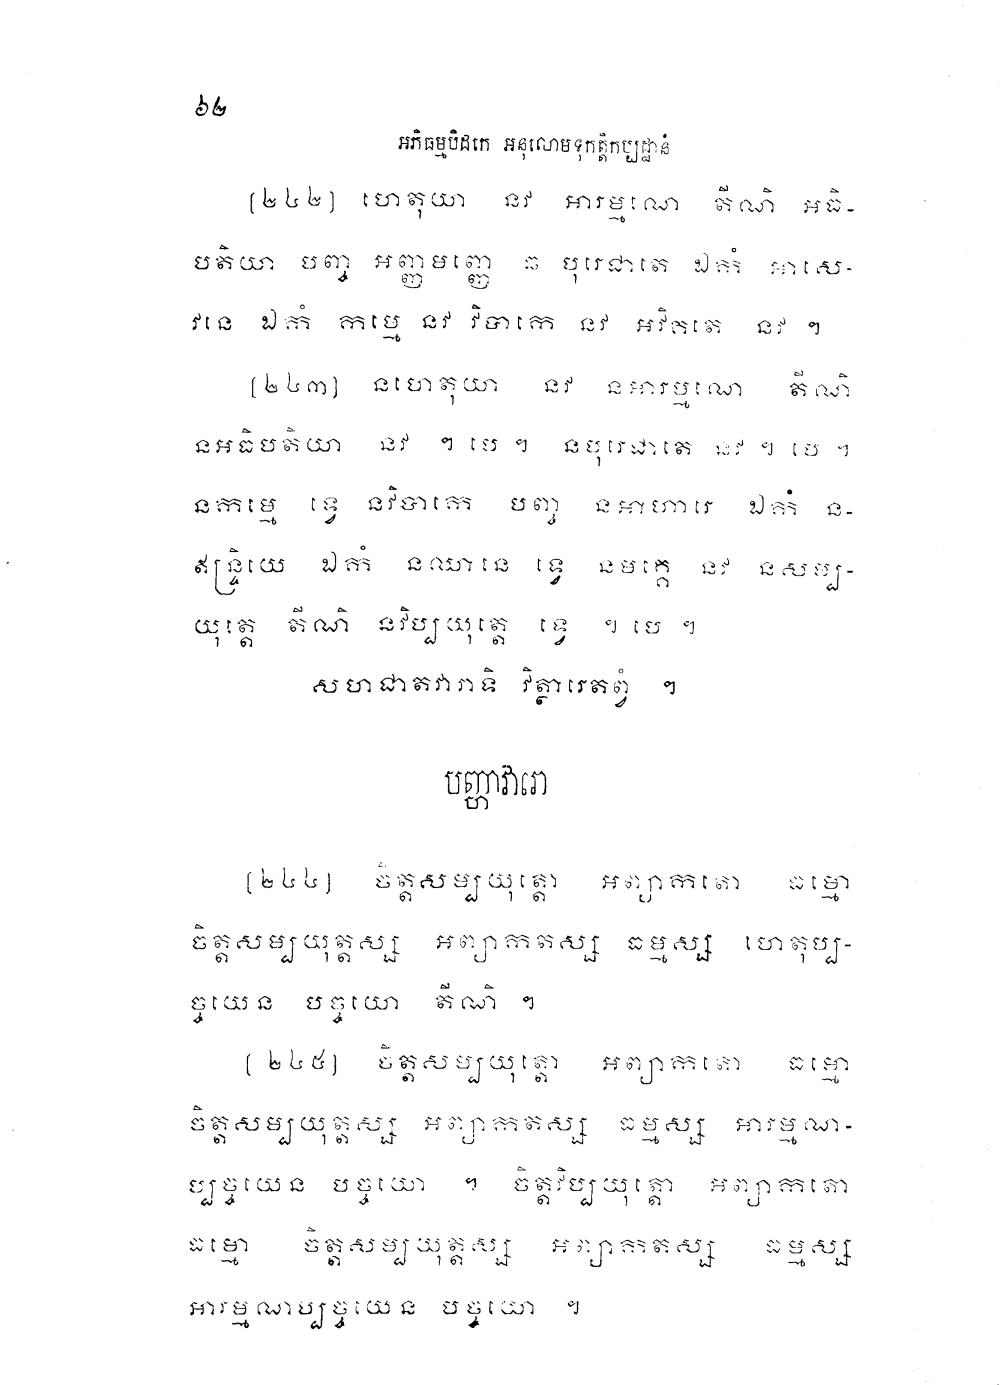 ៦២
អភិធម្មបិដកេ អនុលោមទុកត្តិកប្បដ្ឋានំ
(២៤២) ហេតុយា នវ អារម្មណេ តីណិ អធិ-
បតិយា បញ្ច អញ្ញមញ្ញេ ឆ បុរេជាតេ ឯកំ អាសេ-
វនេ ឯកំ កម្មេ នវ វិបាកេ នវ អវិគតេ នវ ។
(២៤៣) នហេតុយា នវ នអារម្មណេ តីណិ
នអធិបតិយា នវ ។ បេ ។ នបុរេជាតេ នវ ។ បេ ។
នកម្មេ ទ្វេ នវិបាកេ បញ្ច នអាហារេ ឯកំ ន-
ឥន្ទ្រិយេ ឯកំ នឈានេ ទ្វេ នមគ្គេ នវ នសម្ប-
យុត្តេ តីណិ នវិប្បយុត្តេ ទ្វេ ។ បេ ។
សហជាតវារាទិ វិត្ថារេតព្វំ ។
បញ្ហាវារោ
(២៤៤) ចិត្តសម្បយុត្តោ អព្យាកតោ ធម្មោ
ចិត្តសម្បយុត្តស្ស អព្យាកតស្ស ធម្មស្ស ហេតុប្ប-
ច្ចយេន បច្ចយោ តីណិ ។
(២៤៥) ចិត្តសម្បយុត្តោ អព្យាកតោ ធម្មោ
ចិត្តសម្បយុត្តស្ស អព្យាកតស្ស ធម្មស្ស អារម្មណ-
ប្បច្ចយេន បច្ចយោ ។ ចិត្តវិប្បយុត្តោ អព្យាកតោ
ធម្មោ ចិត្តសម្បយុត្តស្ស អព្យាកតស្ស ធម្មស្ស
អារម្មណប្បច្ចយេន បច្ចយោ ។